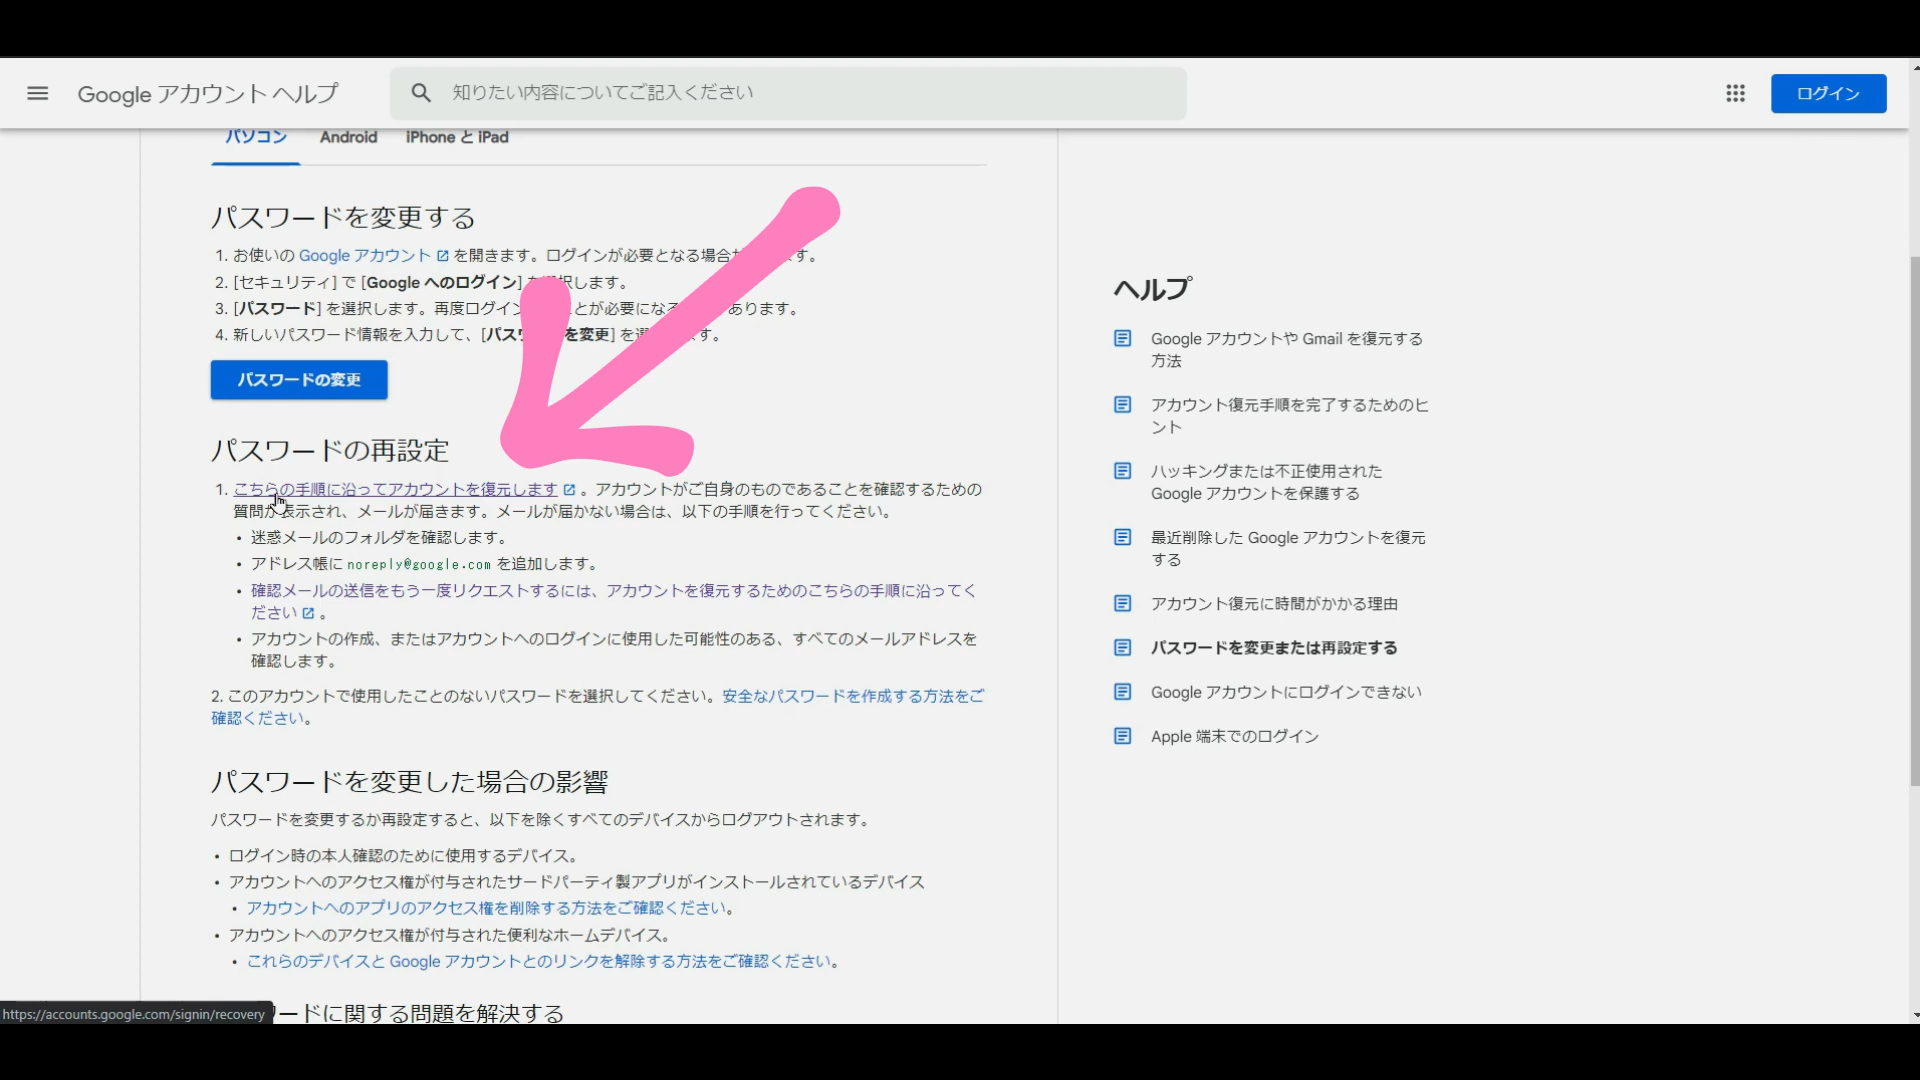 Google アカウント ヘルプ
知りたい内容についてご記入ください
ログイン
パソコン Android iPhone と iPad
パスワードを変更する
1. お使いの Google アカウント を開きます。ログインが必要となる場合が す。
2. [セキュリティ] で [Google へのログイン] 択します。
3. [パスワード] を選択します。再度ログイン ことが必要になる あります。
4. 新しいパスワード情報を入力して、[パスワ を変更] を選 す。
パスワードの変更
パスワードの再設定
1. こちらの手順に沿ってアカウントを復元します 。アカウントがご自身のものであることを確認するための
質問が表示され、メールが届きます。メールが届かない場合は、以下の手順を行ってください。
• 迷惑メールのフォルダを確認します。
• アドレス帳に noreply@google.com を追加します。
• 確認メールの送信をもう一度リクエストするには、アカウントを復元するためのこちらの手順に沿ってく
ださい 。
• アカウントの作成、またはアカウントへのログインに使用した可能性のある、すべてのメールアドレスを
確認します。
2. このアカウントで使用したことのないパスワードを選択してください。安全なパスワードを作成する方法をご
確認ください。
パスワードを変更した場合の影響
パスワードを変更するか再設定すると、以下を除くすべてのデバイスからログアウトされます。
• ログイン時の本人確認のために使用するデバイス。
• アカウントへのアクセス権が付与されたサードパーティ製アプリがインストールされているデバイス
• アカウントへのアプリのアクセス権を削除する方法をご確認ください。
• アカウントへのアクセス権が付与された便利なホームデバイス。
• これらのデバイスと Google アカウントとのリンクを解除する方法をご確認ください。
ードに関する問題を解決する
https://accounts.google.com/signin/recovery
ヘルプ
Google アカウントや Gmail を復元する
方法
アカウント復元手順を完了するためのヒ
ント
ハッキングまたは不正使用された
Google アカウントを保護する
最近削除した Google アカウントを復元
する
アカウント復元に時間がかかる理由
パスワードを変更または再設定する
Google アカウントにログインできない
Apple 端末でのログイン